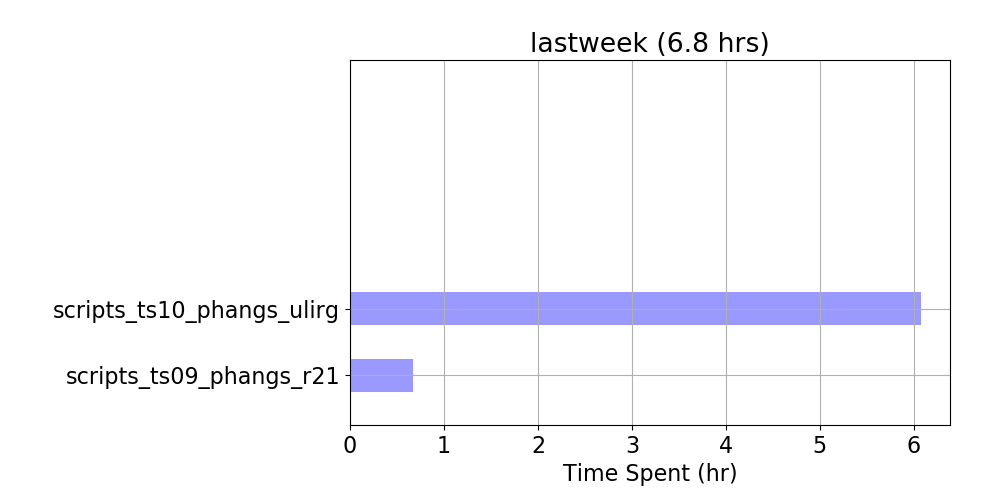 lastweek (6.8 hrs)
scripts_ts10_phangs_ulirg
scripts_ts09_phangs_r21
0 1 2 3 4 5 6
Time Spent (hr)